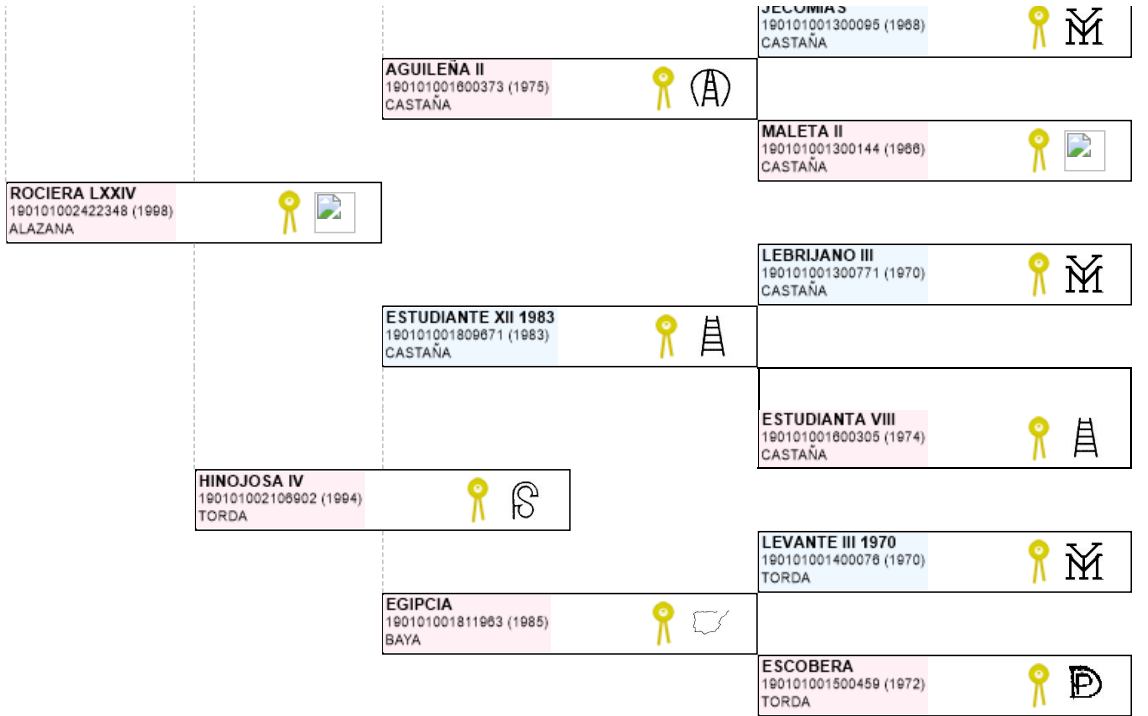 JECOMIAS
190101001300095 (1968)
CASTAÑA
AGUILEÑA II
190101001600373 (1975)
CASTAÑA
MALETA II
190101001300144 (1966)
CASTAÑA
ROCIERA LXXIV
190101002422348 (1998)
ALAZANA
LEBRIJANO III
190101001300771 (1970)
CASTAÑA
ESTUDIANTE XII 1983
190101001809671 (1983)
CASTAÑA
ESTUDIANTA VIII
190101001600305 (1974)
CASTAÑA
HINOJOSA IV
190101002106902 (1994)
TORDA
LEVANTE III 1970
190101001400076 (1970)
TORDA
EGIPCIA
190101001811963 (1985)
BAYA
ESCOBERA
190101001500459 (1972)
TORDA